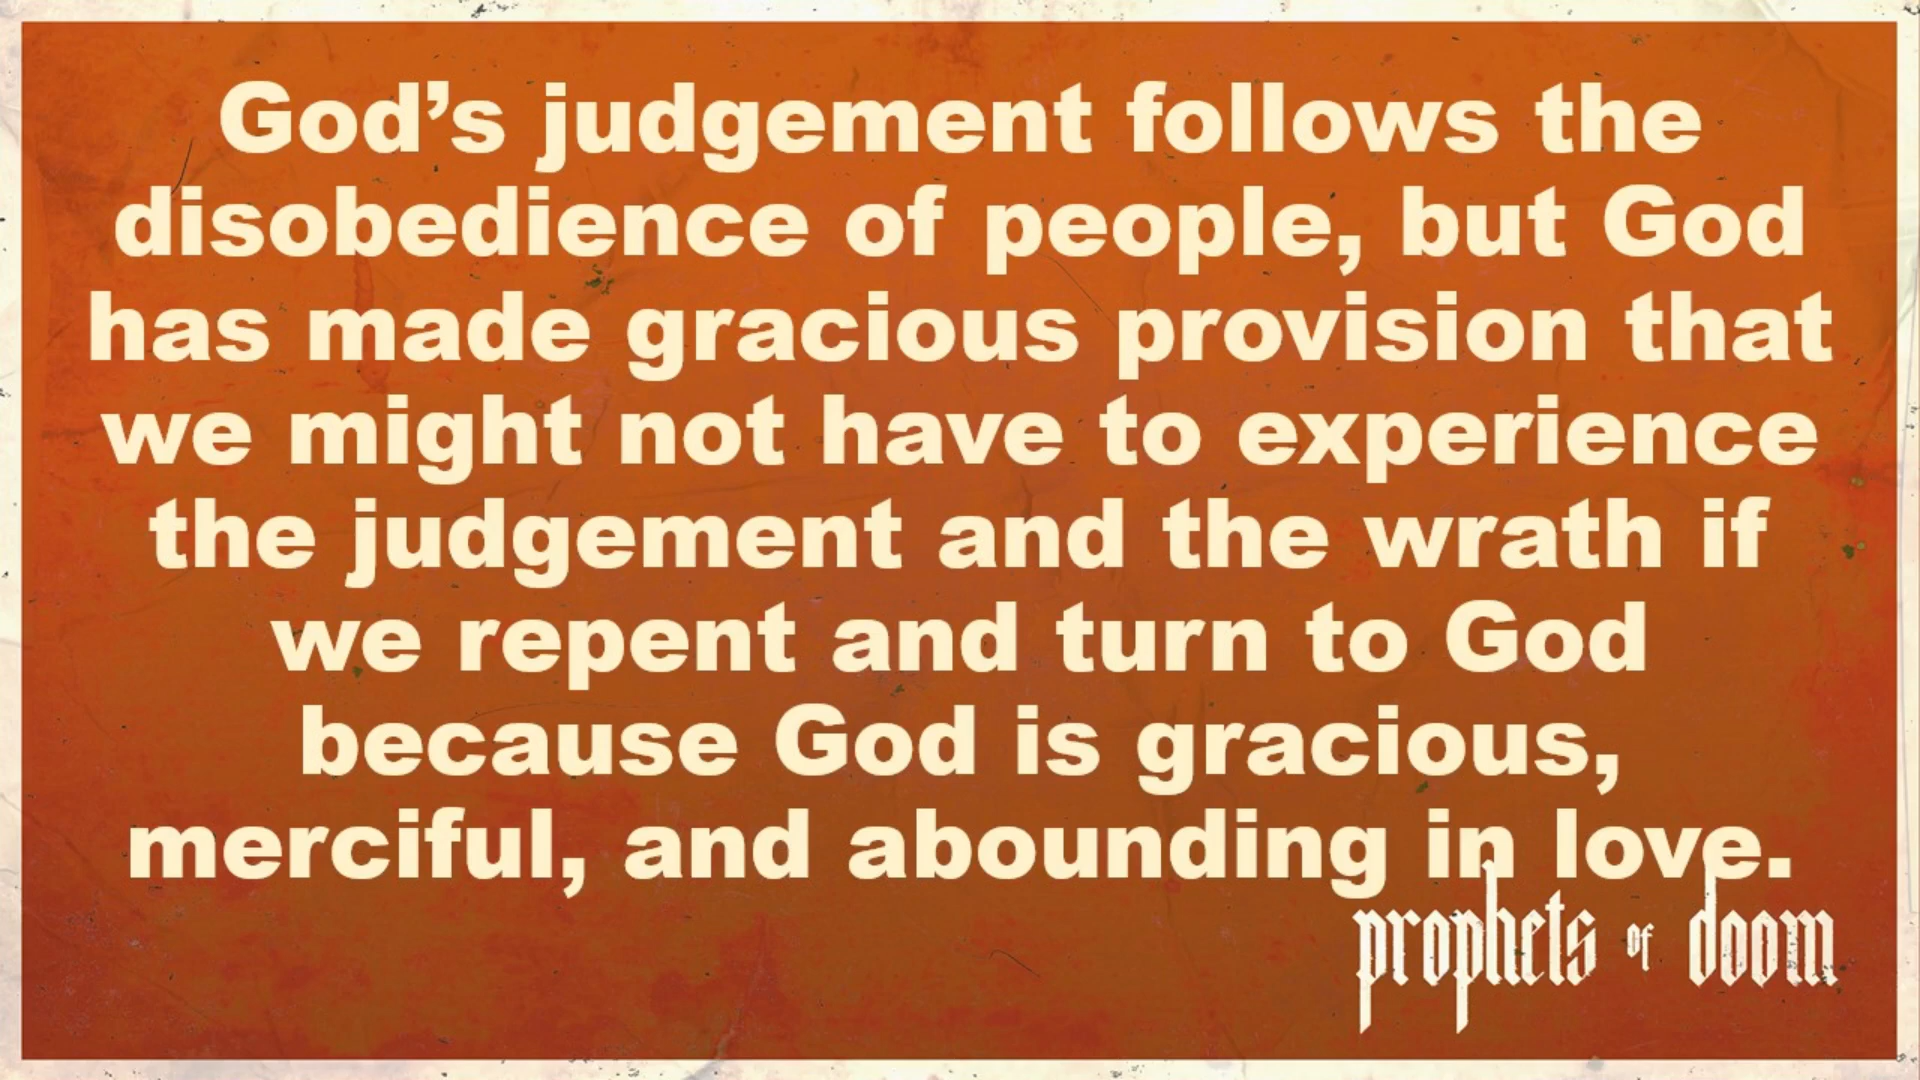 God’s judgement follows the
disobedience of people, but God
has made gracious provision that
we might not have to experience
the judgement and the wrath if
we repent and turn to God
because God is gracious,
merciful, and abounding in love.
prophets of doom